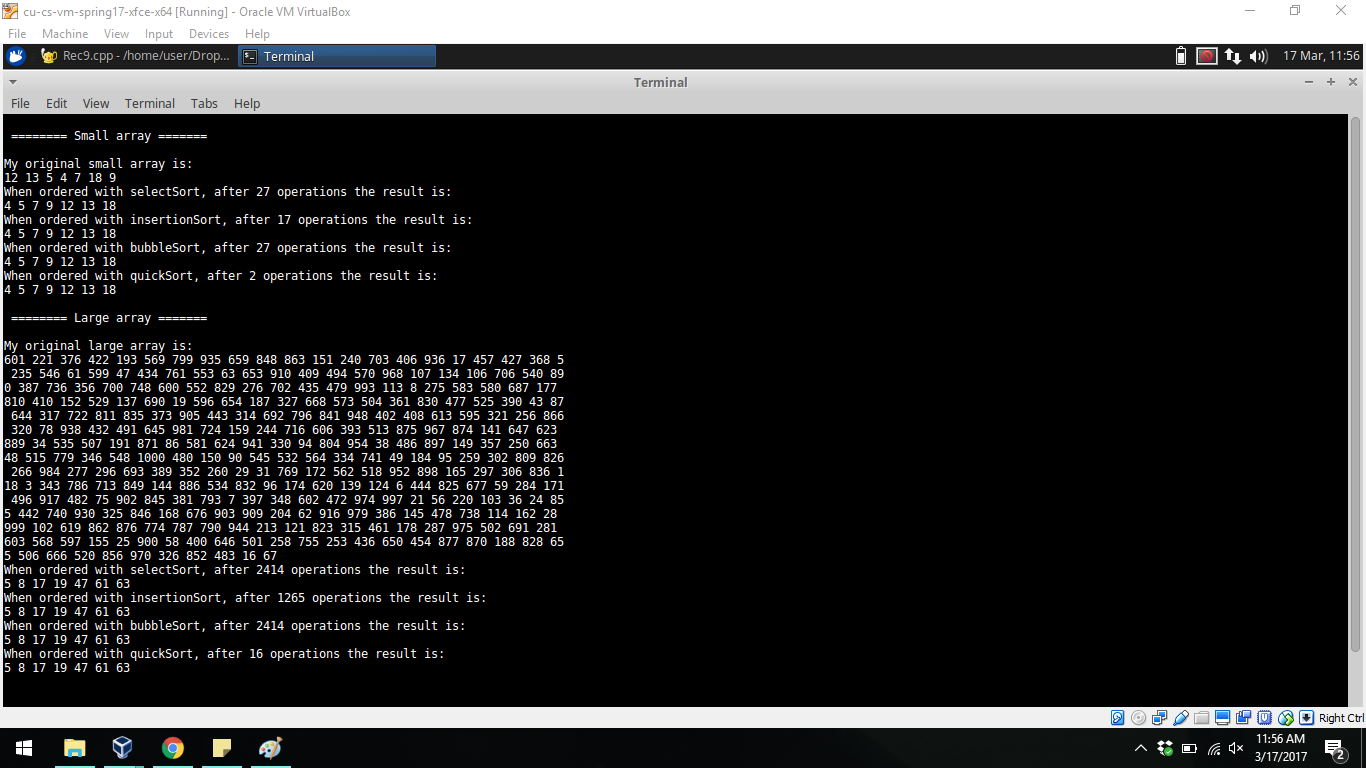 cu-cs-vm-spring17-xfce-x64 [Running] - Oracle VM VirtualBox
File Machine View Input Devices Help
Rec9.cpp - /home/user/Drop... Terminal 17 Mar, 11:56
Terminal
File Edit View Terminal Tabs Help
======== Small array =======
My original small array is:
12 13 5 4 7 18 9
When ordered with selectSort, after 27 operations the result is:
4 5 7 9 12 13 18
When ordered with insertionSort, after 17 operations the result is:
4 5 7 9 12 13 18
When ordered with bubbleSort, after 27 operations the result is:
4 5 7 9 12 13 18
When ordered with quickSort, after 2 operations the result is:
4 5 7 9 12 13 18
======== Large array =======
My original large array is:
601 221 376 422 193 569 799 935 659 848 863 151 240 703 406 936 17 457 427 368 5
235 546 61 599 47 434 761 553 63 653 910 409 494 570 968 107 134 106 706 540 89
0 387 736 356 700 748 600 552 829 276 702 435 479 993 113 8 275 583 580 687 177
810 410 152 529 137 690 19 596 654 187 327 668 573 504 361 830 477 525 390 43 87
644 317 722 811 835 373 905 443 314 692 796 841 948 402 408 613 595 321 256 866
320 78 938 432 491 645 981 724 159 244 716 606 393 513 875 967 874 141 647 623
889 34 535 507 191 871 86 581 624 941 330 94 804 954 38 486 897 149 357 250 663
48 515 779 346 548 1000 480 150 90 545 532 564 334 741 49 184 95 259 302 809 826
266 984 277 296 693 389 352 260 29 31 769 172 562 518 952 898 165 297 306 836 1
18 3 343 786 713 849 144 886 534 832 96 174 620 139 124 6 444 825 677 59 284 171
496 917 482 75 902 845 381 793 7 397 348 602 472 974 997 21 56 220 103 36 24 85
5 442 740 930 325 846 168 676 903 909 204 62 916 979 386 145 478 738 114 162 28
999 102 619 862 876 774 787 790 944 213 121 823 315 461 178 287 975 502 691 281
603 568 597 155 25 900 58 400 646 501 258 755 253 436 650 454 877 870 188 828 65
5 506 666 520 856 970 326 852 483 16 67
When ordered with selectSort, after 2414 operations the result is:
5 8 17 19 47 61 63
When ordered with insertionSort, after 1265 operations the result is:
5 8 17 19 47 61 63
When ordered with bubbleSort, after 2414 operations the result is:
5 8 17 19 47 61 63
When ordered with quickSort, after 16 operations the result is:
5 8 17 19 47 61 63
Right Ctrl
11:56 AM
3/17/2017
2